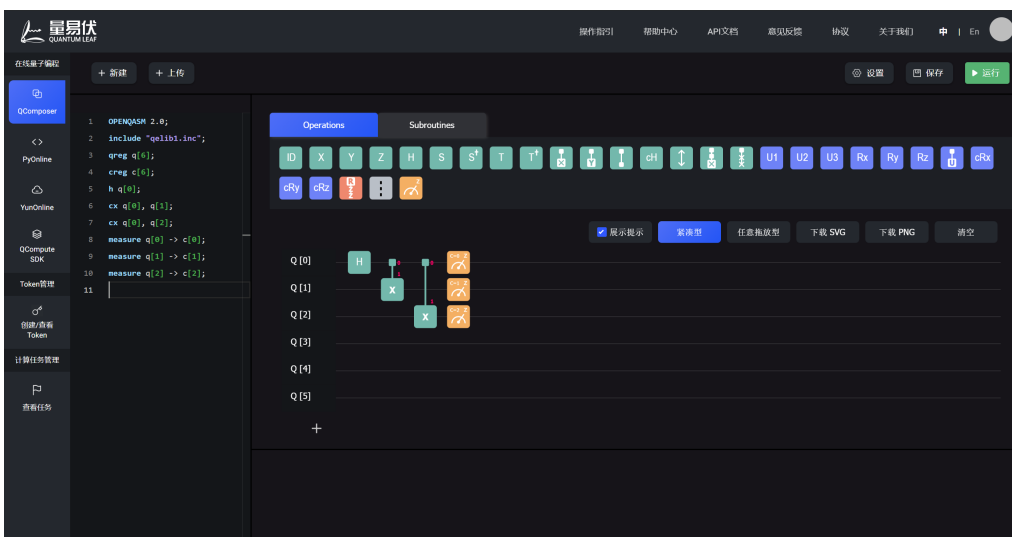 量易伏
QUANTUM LEAF
操作指引 帮助中心 API文档 意见反馈 协议 关于我们 中 | En
在线量子编程
+ 新建 + 上传
设置 保存 运行
QComposer
PyOnline
YunOnline
QCompute
SDK
Token管理
创建/查看
Token
计算任务管理
查看任务
1 OPENQASM 2.0;
2 include "qelib1.inc";
3 qreg q[6];
4 creg c[6];
5 h q[0];
6 cx q[0], q[1];
7 cx q[0], q[2];
8 measure q[0] -> c[0];
9 measure q[1] -> c[1];
10 measure q[2] -> c[2];
11
Operations Subroutines
ID X Y Z H S S† T T† X Y cH X U1 U2 U3 Rx Ry Rz U cRx
cRy cRz Z
展示提示 紧凑型 任意拖放型 下载 SVG 下载 PNG 清空
Q [0] H C=0 Z
Q [1] X C=1 Z
Q [2] X C=2 Z
Q [3]
Q [4]
Q [5]
+